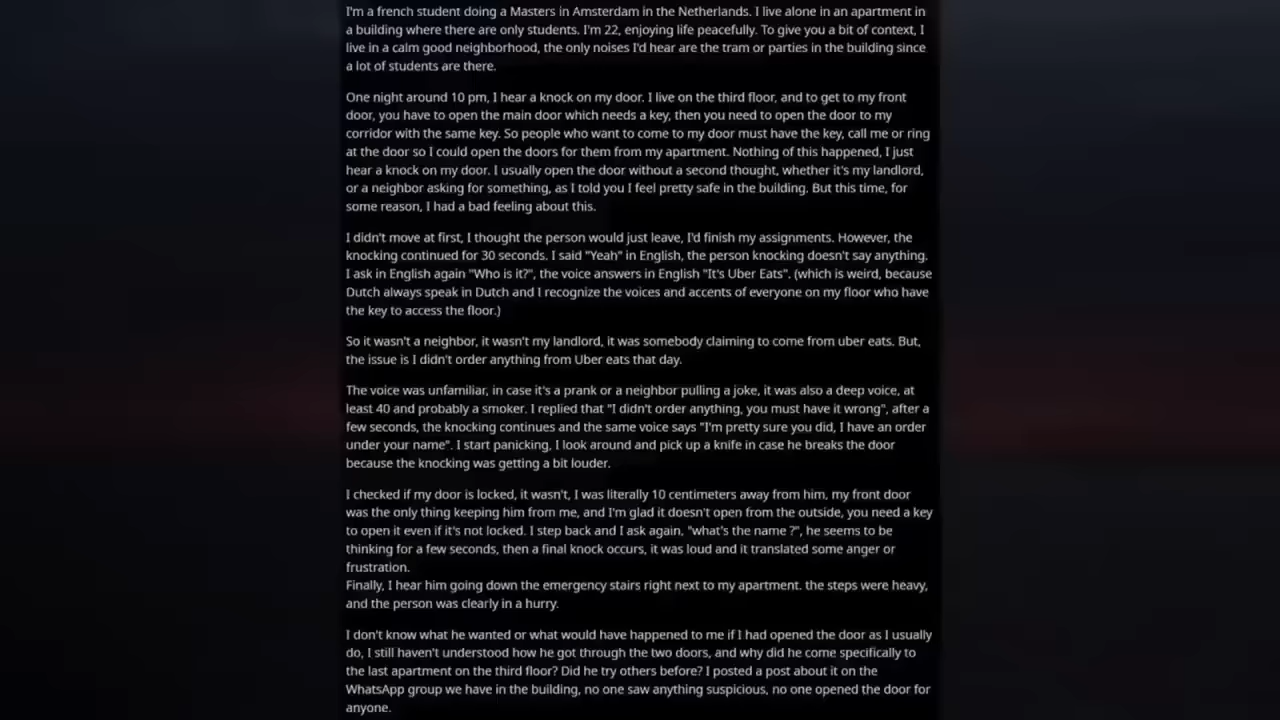 I'm a french student doing a Masters in Amsterdam in the Netherlands. I live alone in an apartment in
a building where there are only students. I'm 22, enjoying life peacefully. To give you a bit of context, I
live in a calm good neighborhood, the only noises I'd hear are the tram or parties in the building since
a lot of students are there.
One night around 10 pm, I hear a knock on my door. I live on the third floor, and to get to my front
door, you have to open the main door which needs a key, then you need to open the door to my
corridor with the same key. So people who want to come to my door must have the key, call me or ring
at the door so I could open the doors for them from my apartment. Nothing of this happened, I just
hear a knock on my door. I usually open the door without a second thought, whether it's my landlord,
or a neighbor asking for something, as I told you I feel pretty safe in the building. But this time, for
some reason, I had a bad feeling about this.
I didn't move at first, I thought the person would just leave, I'd finish my assignments. However, the
knocking continued for 30 seconds. I said "Yeah" in English, the person knocking doesn't say anything.
I ask in English again "Who is it?", the voice answers in English "It's Uber Eats". (which is weird, because
Dutch always speak in Dutch and I recognize the voices and accents of everyone on my floor who have
the key to access the floor.)
So it wasn't a neighbor, it wasn't my landlord, it was somebody claiming to come from uber eats. But,
the issue is I didn't order anything from Uber eats that day.
The voice was unfamiliar, in case it's a prank or a neighbor pulling a joke, it was also a deep voice, at
least 40 and probably a smoker. I replied that "I didn't order anything, you must have it wrong", after a
few seconds, the knocking continues and the same voice says "I'm pretty sure you did, I have an order
under your name". I start panicking, I look around and pick up a knife in case he breaks the door
because the knocking was getting a bit louder.
I checked if my door is locked, it wasn't, I was literally 10 centimeters away from him, my front door
was the only thing keeping him from me, and I'm glad it doesn't open from the outside, you need a key
to open it even if it's not locked. I step back and I ask again, "what's the name ?", he seems to be
thinking for a few seconds, then a final knock occurs, it was loud and it translated some anger or
frustration.
Finally, I hear him going down the emergency stairs right next to my apartment. the steps were heavy,
and the person was clearly in a hurry.
I don't know what he wanted or what would have happened to me if I had opened the door as I usually
do, I still haven't understood how he got through the two doors, and why did he come specifically to
the last apartment on the third floor? Did he try others before? I posted a post about it on the
WhatsApp group we have in the building, no one saw anything suspicious, no one opened the door for
anyone.